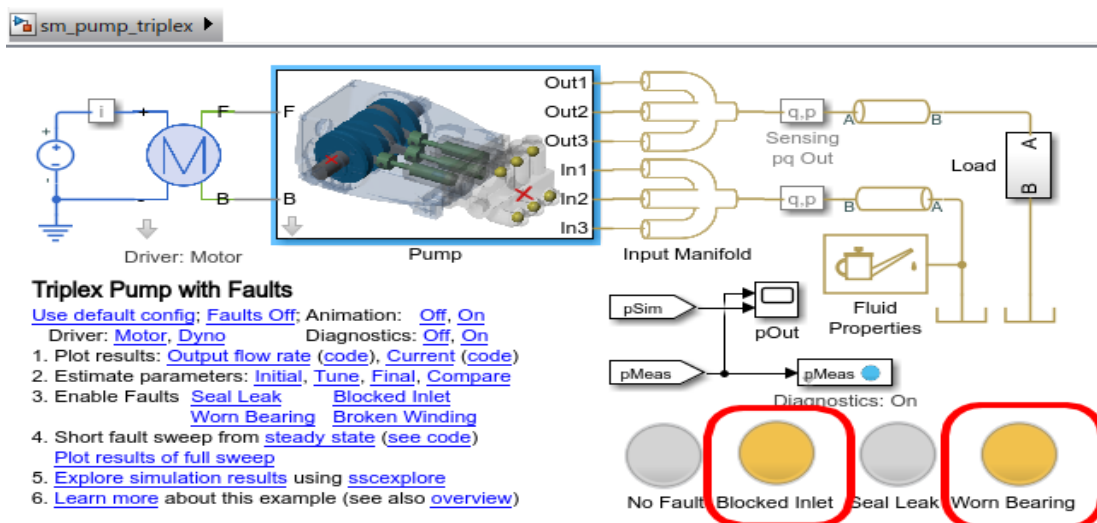 sm_pump_triplex
Out1
Out2
Out3
In1
In2
In3
i
+
-
+
-
M
F
B
F
B
q,p
A
B
Sensing
pq Out
q,p
B
A
Load
A
B
Driver: Motor
Pump
Input Manifold
Fluid
Properties
Triplex Pump with Faults
Use default config; Faults Off; Animation: Off, On
Driver: Motor, Dyno Diagnostics: Off, On
1. Plot results: Output flow rate (code), Current (code)
2. Estimate parameters: Initial, Tune, Final, Compare
3. Enable Faults Seal Leak Blocked Inlet
Worn Bearing Broken Winding
4. Short fault sweep from steady state (see code)
Plot results of full sweep
5. Explore simulation results using sscexplore
6. Learn more about this example (see also overview)
pSim
pOut
pMeas
pMeas
Diagnostics: On
No Fault Blocked Inlet Seal Leak Worn Bearing